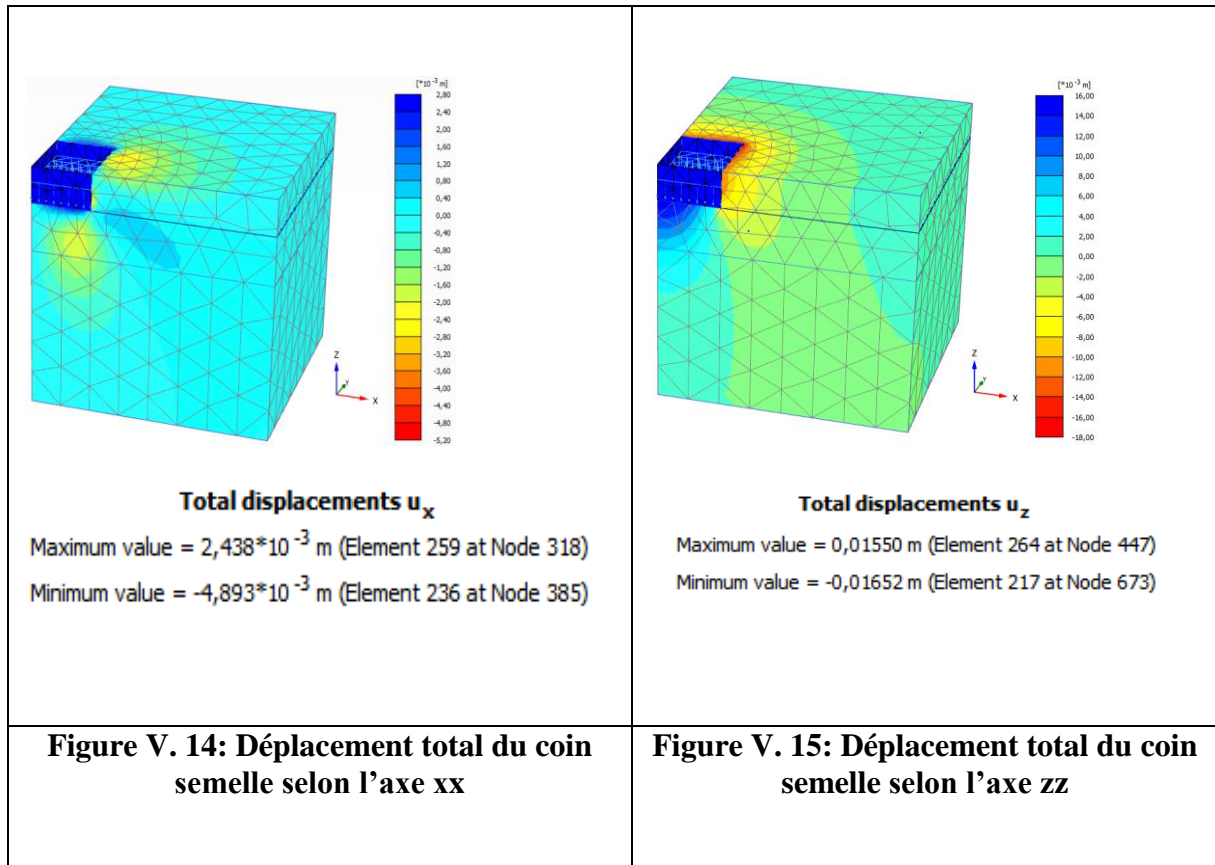 [*10 -3 m]
2,80
2,40
2,00
1,60
1,20
0,80
0,40
0,00
-0,40
-0,80
-1,20
-1,60
-2,00
-2,40
-2,80
-3,20
-3,60
-4,00
-4,40
-4,80
-5,20
Z
Y
X
Total displacements ux
Maximum value = 2,438*10 -3 m (Element 259 at Node 318)
Minimum value = -4,893*10 -3 m (Element 236 at Node 385)
Figure V. 14: Déplacement total du coin
semelle selon l’axe xx
[*10 -3 m]
16,00
14,00
12,00
10,00
8,00
6,00
4,00
2,00
0,00
-2,00
-4,00
-6,00
-8,00
-10,00
-12,00
-14,00
-16,00
-18,00
Z
Y
X
Total displacements uz
Maximum value = 0,01550 m (Element 264 at Node 447)
Minimum value = -0,01652 m (Element 217 at Node 673)
Figure V. 15: Déplacement total du coin
semelle selon l’axe zz